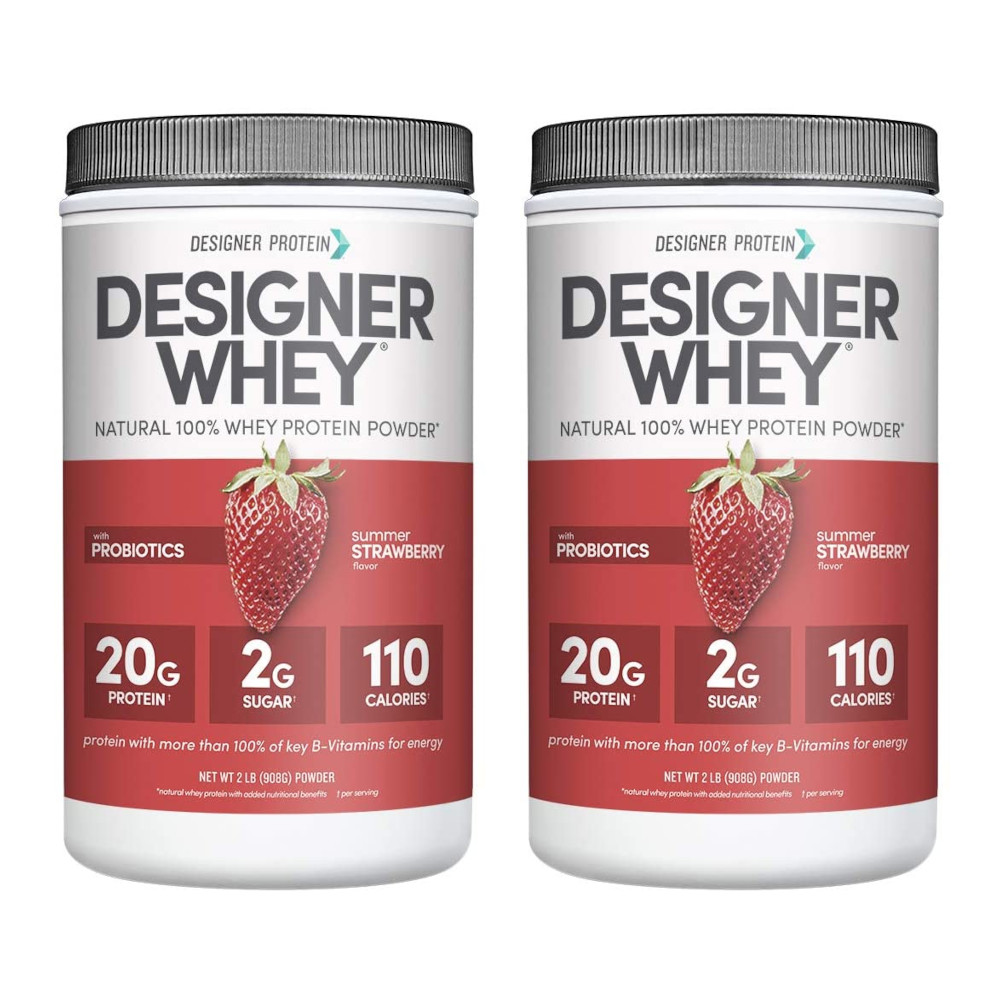 DESIGNER PROTEIN
DESIGNER
WHEY®
NATURAL 100% WHEY PROTEIN POWDER*
with
PROBIOTICS
summer
STRAWBERRY
flavor
20G
PROTEIN†
2G
SUGAR†
110
CALORIES†
protein with more than 100% of key B-Vitamins for energy
NET WT 2 LB (908G) POWDER
*natural whey protein with added nutritional benefits 1 per serving
DESIGNER PROTEIN
DESIGNER
WHEY®
NATURAL 100% WHEY PROTEIN POWDER*
with
PROBIOTICS
summer
STRAWBERRY
flavor
20G
PROTEIN†
2G
SUGAR†
110
CALORIES†
protein with more than 100% of key B-Vitamins for energy
NET WT 2 LB (908G) POWDER
*natural whey protein with added nutritional benefits 1 per serving